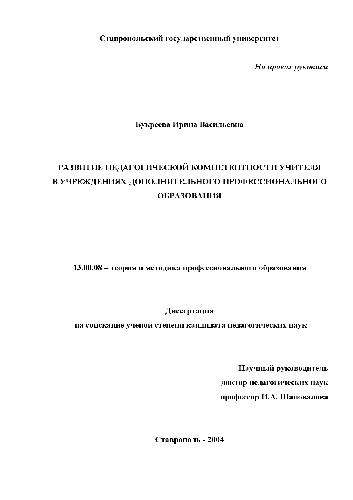 Ставропольский государственный университет
На правах рукописи
Букреева Ирина Васильевна
РАЗВИТИЕ ПЕДАГОГИЧЕСКОЙ КОМПЕТЕНТНОСТИ УЧИТЕЛЯ
В УЧРЕЖДЕНИЯХ ДОПОЛНИТЕЛЬНОГО ПРОФЕССИОНАЛЬНОГО
ОБРАЗОВАНИЯ
13.00.08 – теория и методика профессионального образования
Диссертация
на соискание ученой степени кандидата педагогических наук
Научный руководитель
доктор педагогических наук
профессор И.А. Шаповалова
Ставрополь - 2004